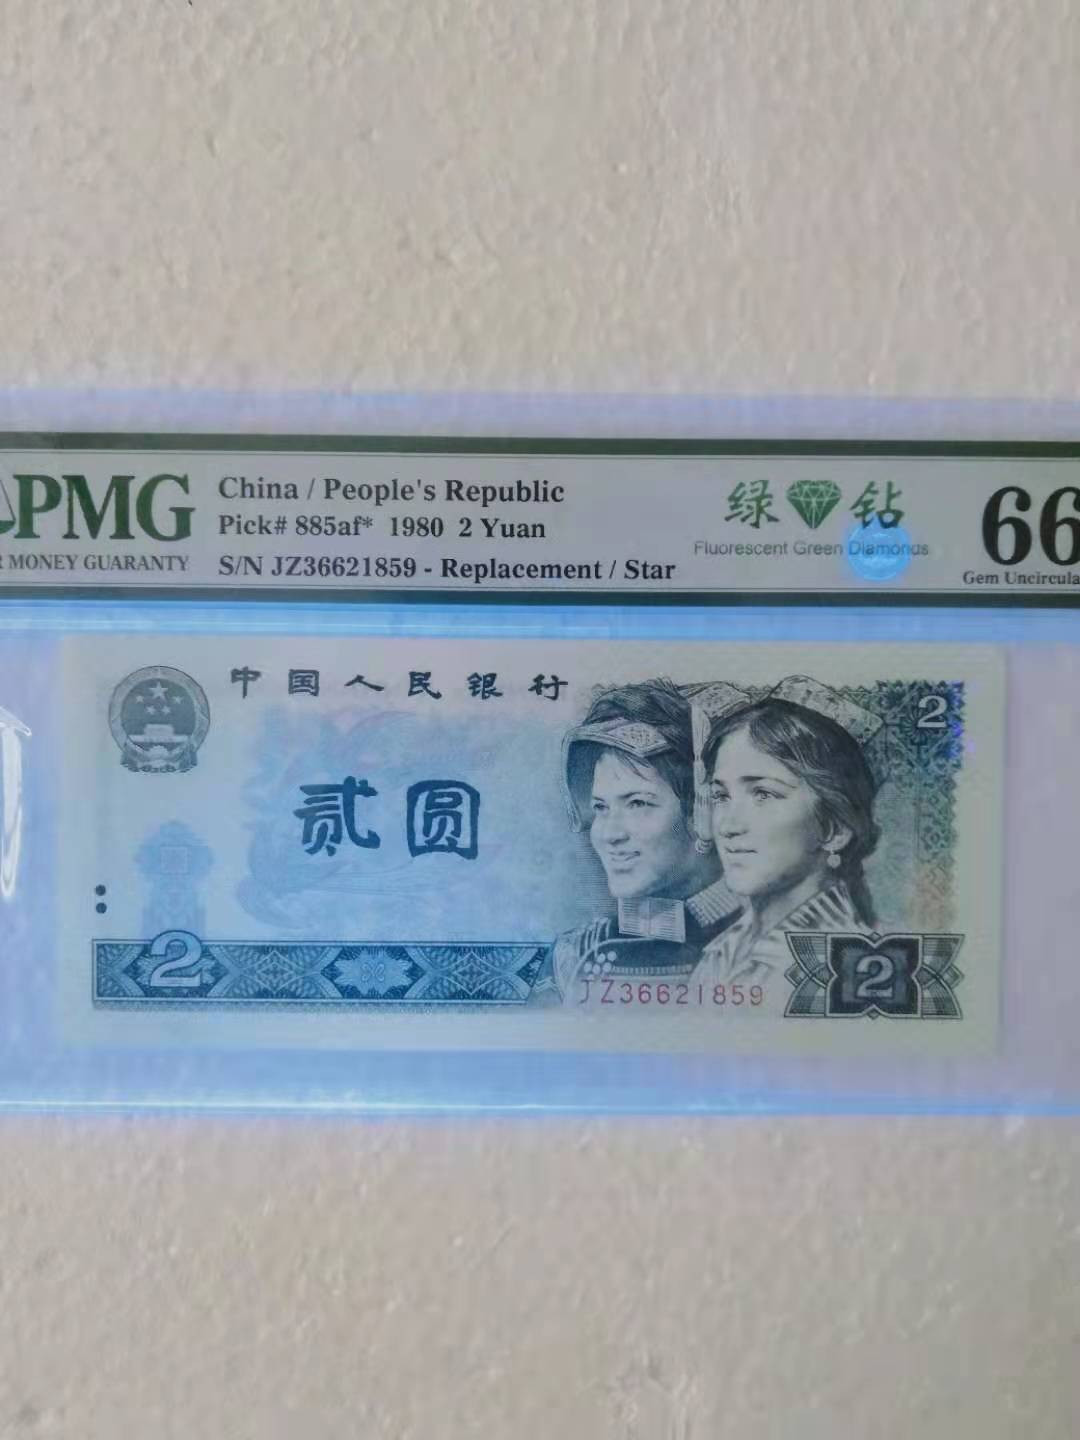 PMG
MONEY GUARANTY
China / People's Republic
Pick# 885af* 1980 2 Yuan
S/N JZ36621859 - Replacement / Star
绿 钻
Fluorescent Green Diamonds
66
Gem Uncircula
中国人民银行
2
贰圆
2
JZ36621859
2